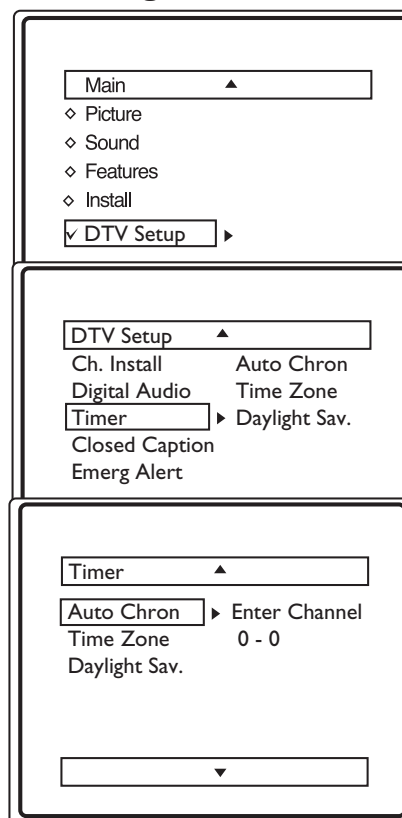 Main
Picture
Sound
Features
Install
DTV Setup
DTV Setup
Ch. Install Auto Chron
Digital Audio Time Zone
Timer Daylight Sav.
Closed Caption
Emerg Alert
Timer
Auto Chron Enter Channel
Time Zone 0 - 0
Daylight Sav.